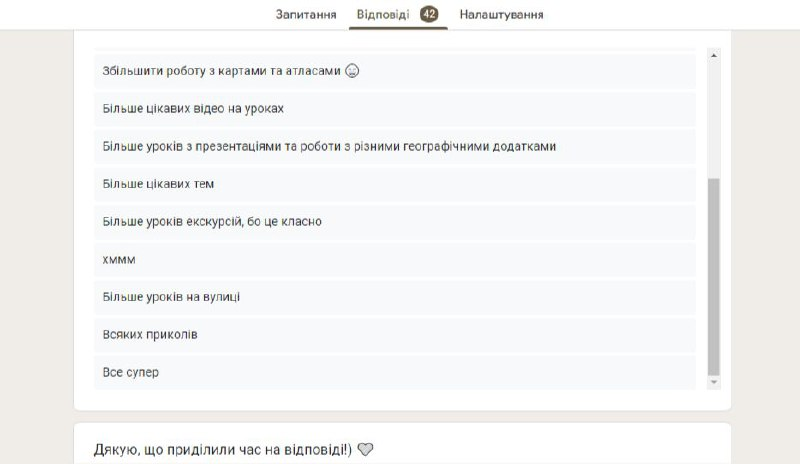 Запитання Відповіді 42 Налаштування
Збільшити роботу з картами та атласами
Більше цікавих відео на уроках
Більше уроків з презентаціями та роботи з різними географічними додатками
Більше цікавих тем
Більше уроків екскурсій, бо це класно
хммм
Більше уроків на вулиці
Всяких приколів
Все супер
Дякую, що приділили час на відповіді!)